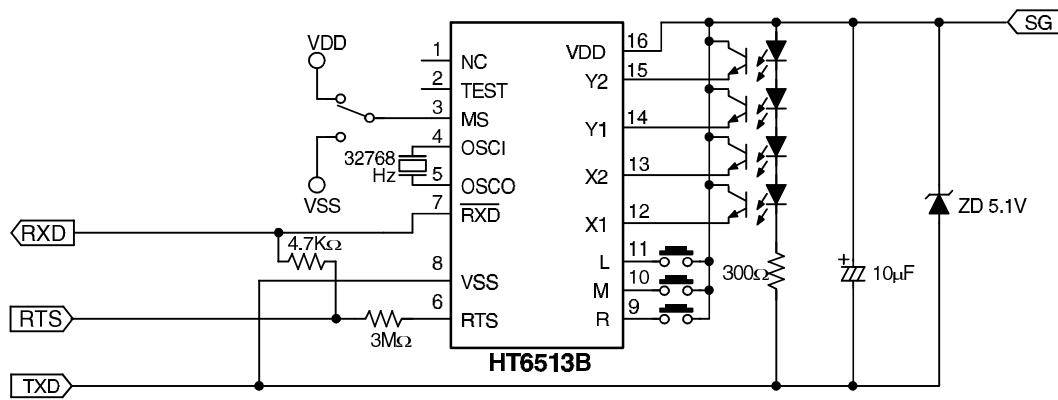 SG
VDD
1
NC
2
TEST
3
MS
4
OSCI
32768
Hz
5
OSCO
VSS
7
RXD
RXD
4.7KΩ
8
VSS
RTS
6
RTS
3MΩ
TXD
16
VDD
15
Y2
14
Y1
13
X2
12
X1
11
L
10
M
9
R
300Ω
10µF
ZD 5.1V
HT6513B